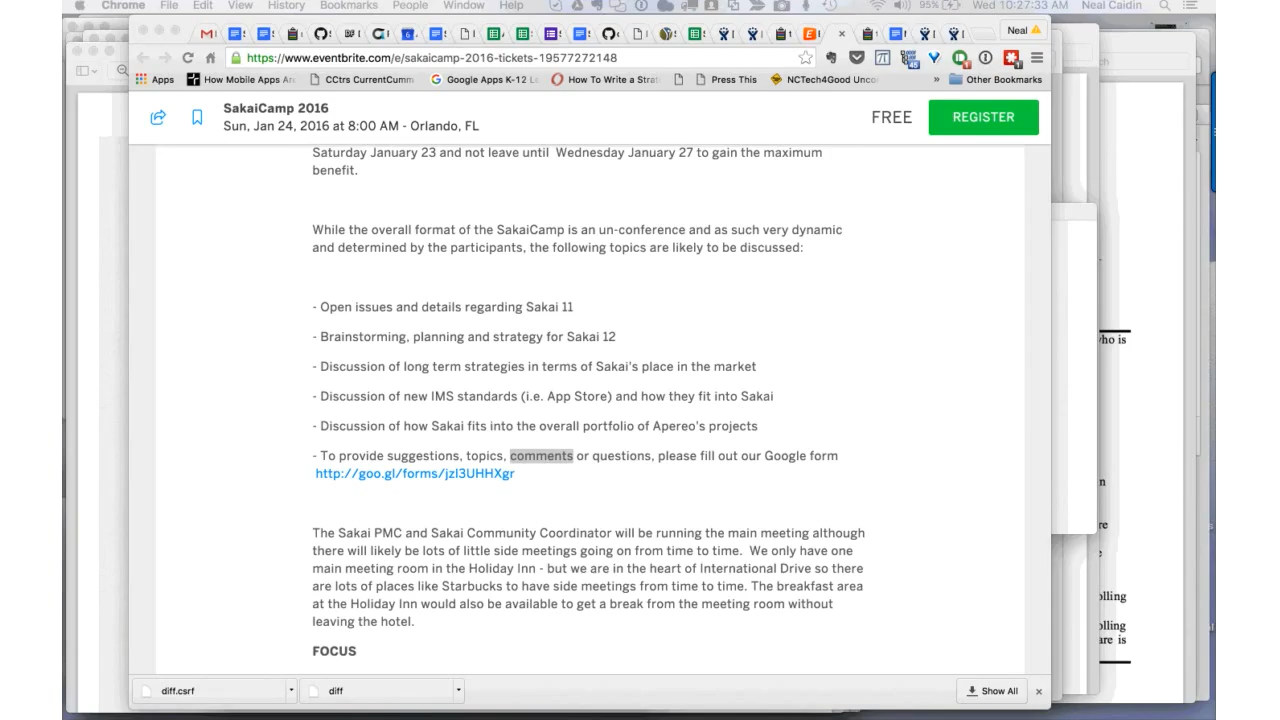 Chrome File Edit View History Bookmarks People Window Help 95% Wed 10:27:33 AM Neal Caidin
Neal
https://www.eventbrite.com/e/sakaicamp-2016-tickets-19577272148
Apps How Mobile Apps Are CCtrs CurrentCumm Google Apps K-12 Le How To Write a Strat Press This NCTech4Good Uncon » Other Bookmarks
SakaiCamp 2016
Sun, Jan 24, 2016 at 8:00 AM - Orlando, FL
FREE REGISTER
Saturday January 23 and not leave until Wednesday January 27 to gain the maximum
benefit.
While the overall format of the SakaiCamp is an un-conference and as such very dynamic
and determined by the participants, the following topics are likely to be discussed:
- Open issues and details regarding Sakai 11
- Brainstorming, planning and strategy for Sakai 12
- Discussion of long term strategies in terms of Sakai's place in the market
- Discussion of new IMS standards (i.e. App Store) and how they fit into Sakai
- Discussion of how Sakai fits into the overall portfolio of Apereo's projects
- To provide suggestions, topics, comments or questions, please fill out our Google form
http://goo.gl/forms/jzI3UHHXgr
The Sakai PMC and Sakai Community Coordinator will be running the main meeting although
there will likely be lots of little side meetings going on from time to time. We only have one
main meeting room in the Holiday Inn - but we are in the heart of International Drive so there
are lots of places like Starbucks to have side meetings from time to time. The breakfast area
at the Holiday Inn would also be available to get a break from the meeting room without
leaving the hotel.
FOCUS
diff.csrf diff Show All